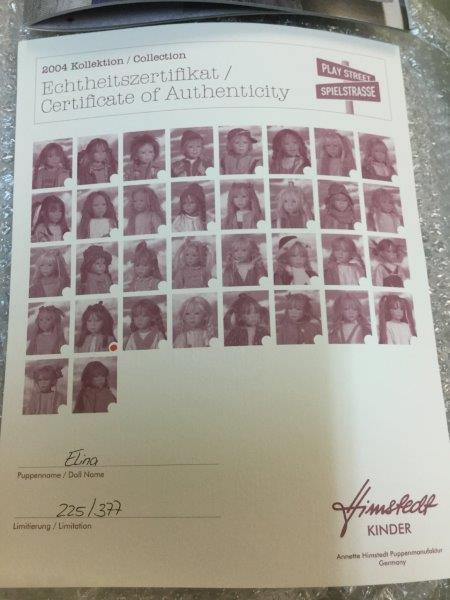 2004 Kollektion / Collection
Echtheitszertifikat /
Certificate of Authenticity
PLAY STREET
SPIELSTRASSE
Elina
Puppenname / Doll Name
225/377
Limitierung / Limitation
Himstedt
KINDER
Annette Himstedt Puppenmanufaktur
Germany